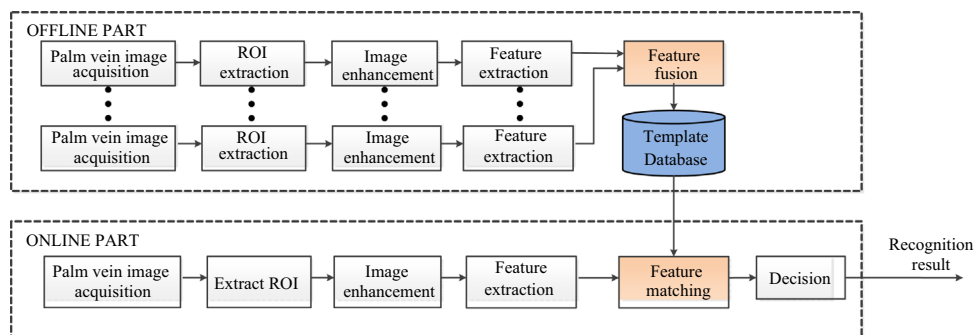 OFFLINE PART
Palm vein image
acquisition
ROI
extraction
Image
enhancement
Feature
extraction
Feature
fusion
Palm vein image
acquisition
ROI
extraction
Image
enhancement
Feature
extraction
Template
Database
ONLINE PART
Palm vein image
acquisition
Extract ROI
Image
enhancement
Feature
extraction
Feature
matching
Decision
Recognition
result